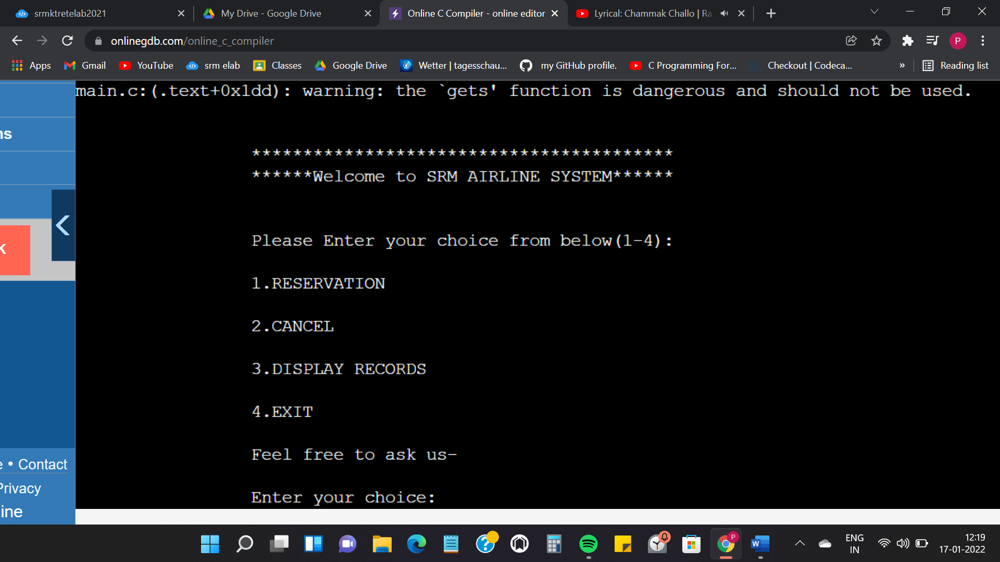 srmktretelab2021
My Drive - Google Drive
Online C Compiler - online editor
Lyrical: Chammak Challo | Ra
onlinegdb.com/online_c_compiler
P
Apps
Gmail
YouTube
srm elab
Classes
Google Drive
Wetter | tagesschau...
my GitHub profile.
C Programming For...
Checkout | Codeca...
»
Reading list
main.c:(.text+0x1dd): warning: the `gets' function is dangerous and should not be used.
ns
*****************************************
******Welcome to SRM AIRLINE SYSTEM******
Please Enter your choice from below(1-4):
k
1.RESERVATION
2.CANCEL
3.DISPLAY RECORDS
4.EXIT
Feel free to ask us-
e • Contact
Privacy
Enter your choice:
ine
P
W
ENG
IN
12:19
17-01-2022